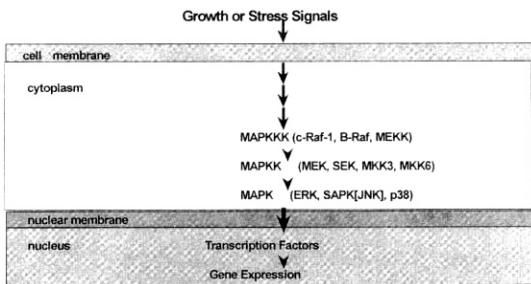 Growth or Stress Signals
cell membrane
cytoplasm
MAPKKK (c-Raf-1, B-Raf, MEKK)
MAPKK (MEK, SEK, MKK3, MKK6)
MAPK (ERK, SAPK[JNK], p38)
nuclear membrane
nucleus
Transcription Factors
Gene Expression